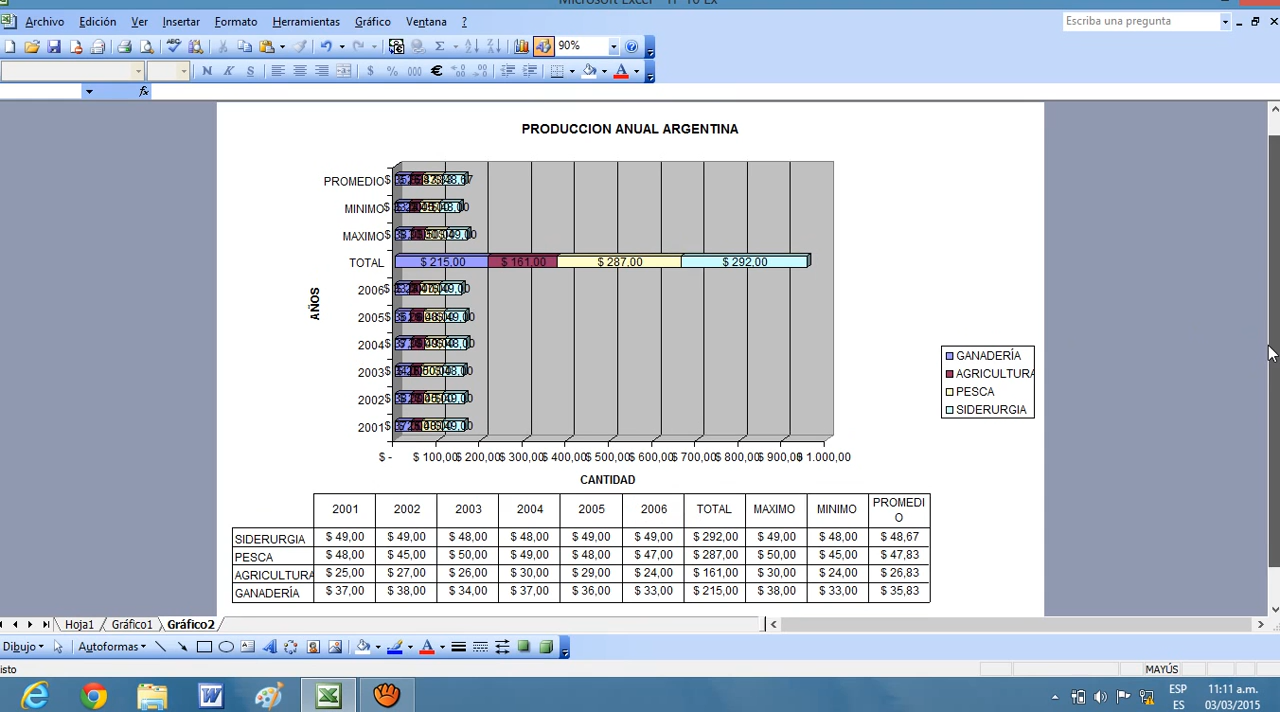 Microsoft Excel - TP 10 Ex
Archivo Edición Ver Insertar Formato Herramientas Gráfico Ventana ? Escriba una pregunta
90%
N K S $ % 000 €
fx
PRODUCCION ANUAL ARGENTINA
PROMEDIO
MINIMO
MAXIMO
TOTAL $ 215,00 $ 161,00 $ 287,00 $ 292,00
2006
2005
2004
2003
2002
2001
AÑOS
GANADERÍA
AGRICULTURA
PESCA
SIDERURGIA
$ - $ 100,00 $ 200,00 $ 300,00 $ 400,00 $ 500,00 $ 600,00 $ 700,00 $ 800,00 $ 900,00 $ 1.000,00
CANTIDAD
2001 2002 2003 2004 2005 2006 TOTAL MAXIMO MINIMO PROMEDI
O
SIDERURGIA $ 49,00 $ 49,00 $ 48,00 $ 48,00 $ 49,00 $ 49,00 $ 292,00 $ 49,00 $ 48,00 $ 48,67
PESCA $ 48,00 $ 45,00 $ 50,00 $ 49,00 $ 48,00 $ 47,00 $ 287,00 $ 50,00 $ 45,00 $ 47,83
AGRICULTURA $ 25,00 $ 27,00 $ 26,00 $ 30,00 $ 29,00 $ 24,00 $ 161,00 $ 30,00 $ 24,00 $ 26,83
GANADERÍA $ 37,00 $ 38,00 $ 34,00 $ 37,00 $ 36,00 $ 33,00 $ 215,00 $ 38,00 $ 33,00 $ 35,83
Hoja1 Gráfico1 Gráfico2
Dibujo Autoformas
isto MAYÚS
ESP 11:11 a.m.
ES 03/03/2015